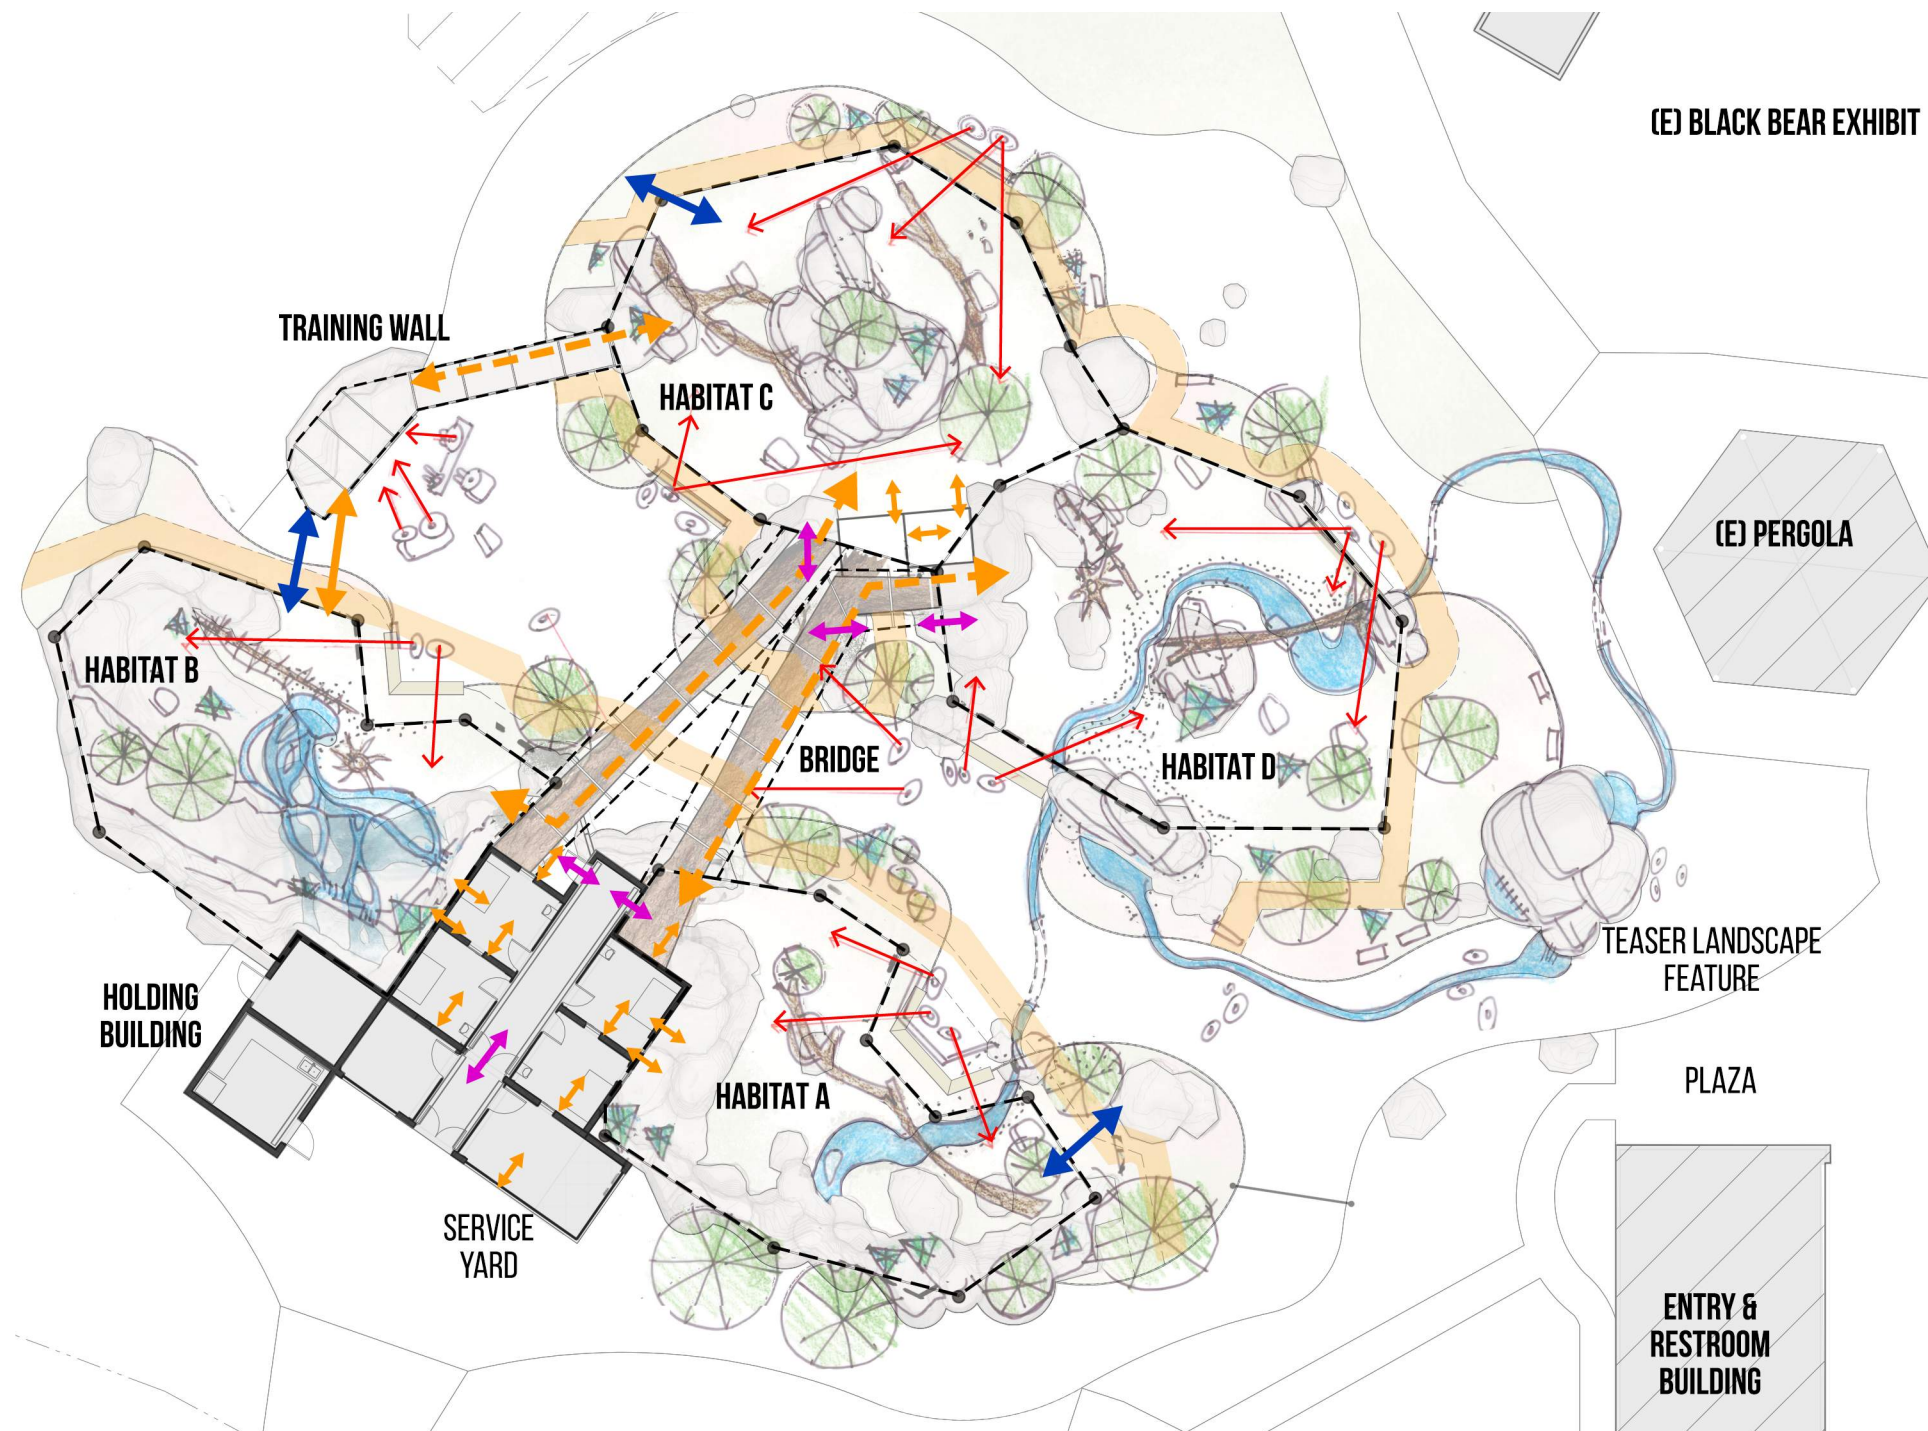 (E) BLACK BEAR EXHIBIT
TRAINING WALL
HABITAT C
(E) PERGOLA
HABITAT B
BRIDGE
HABITAT D
TEASER LANDSCAPE
FEATURE
HOLDING
BUILDING
HABITAT A
PLAZA
SERVICE
YARD
ENTRY &
RESTROOM
BUILDING